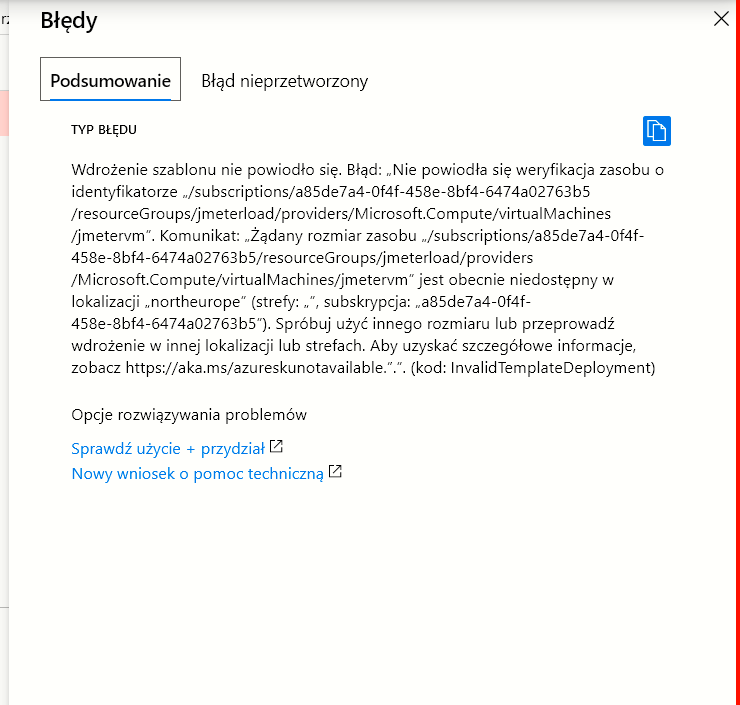 Błędy
Podsumowanie
Błąd nieprzetworzony
TYP BŁĘDU
Wdrożenie szablonu nie powiodło się. Błąd: „Nie powiodła się weryfikacja zasobu o
identyfikatorze „/subscriptions/a85de7a4-0f4f-458e-8bf4-6474a02763b5
/resourceGroups/jmeterload/providers/Microsoft.Compute/virtualMachines
/jmetervm”. Komunikat: „Żądany rozmiar zasobu „/subscriptions/a85de7a4-0f4f-
458e-8bf4-6474a02763b5/resourceGroups/jmeterload/providers
/Microsoft.Compute/virtualMachines/jmetervm” jest obecnie niedostępny w
lokalizacji „northeurope” (strefy: „”, subskrypcja: „a85de7a4-0f4f-
458e-8bf4-6474a02763b5”). Spróbuj użyć innego rozmiaru lub przeprowadź
wdrożenie w innej lokalizacji lub strefach. Aby uzyskać szczegółowe informacje,
zobacz https://aka.ms/azureskunotavailable.”.”. (kod: InvalidTemplateDeployment)
Opcje rozwiązywania problemów
Sprawdź użycie + przydział
Nowy wniosek o pomoc techniczną